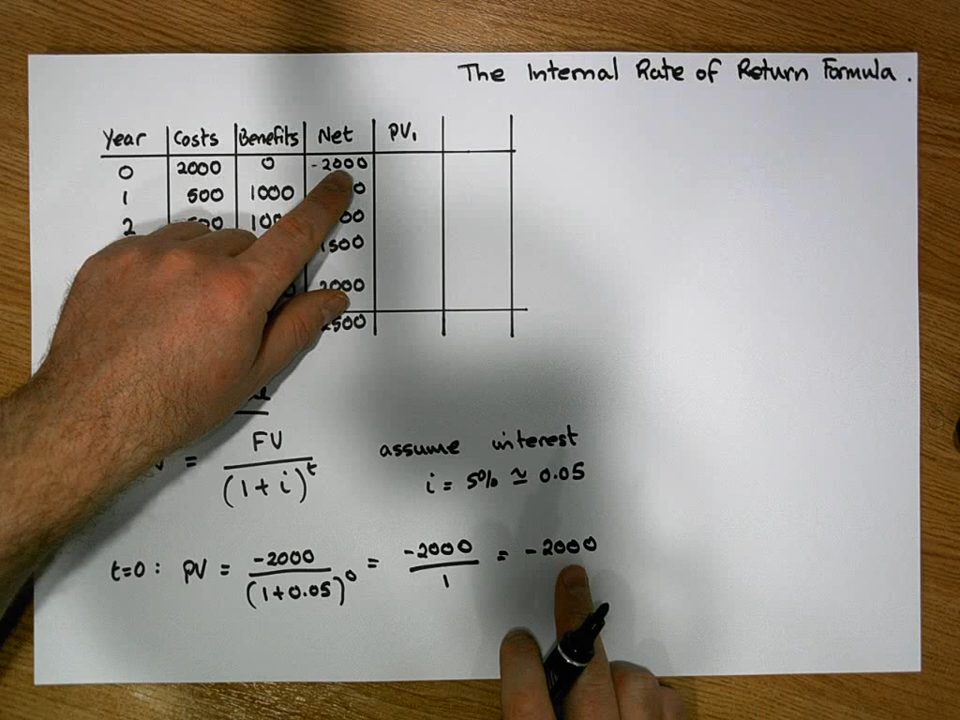 The Internal Rate of Return Formula.
Year Costs Benefits Net PV₁
0 2000 0 -2000
1 500 1000
2
1500
2000
2500
= FV / (1 + i)^t
assume interest
i = 5% ≃ 0.05
t=0: PV = -2000 / (1+0.05)^0 = -2000 / 1 = -2000